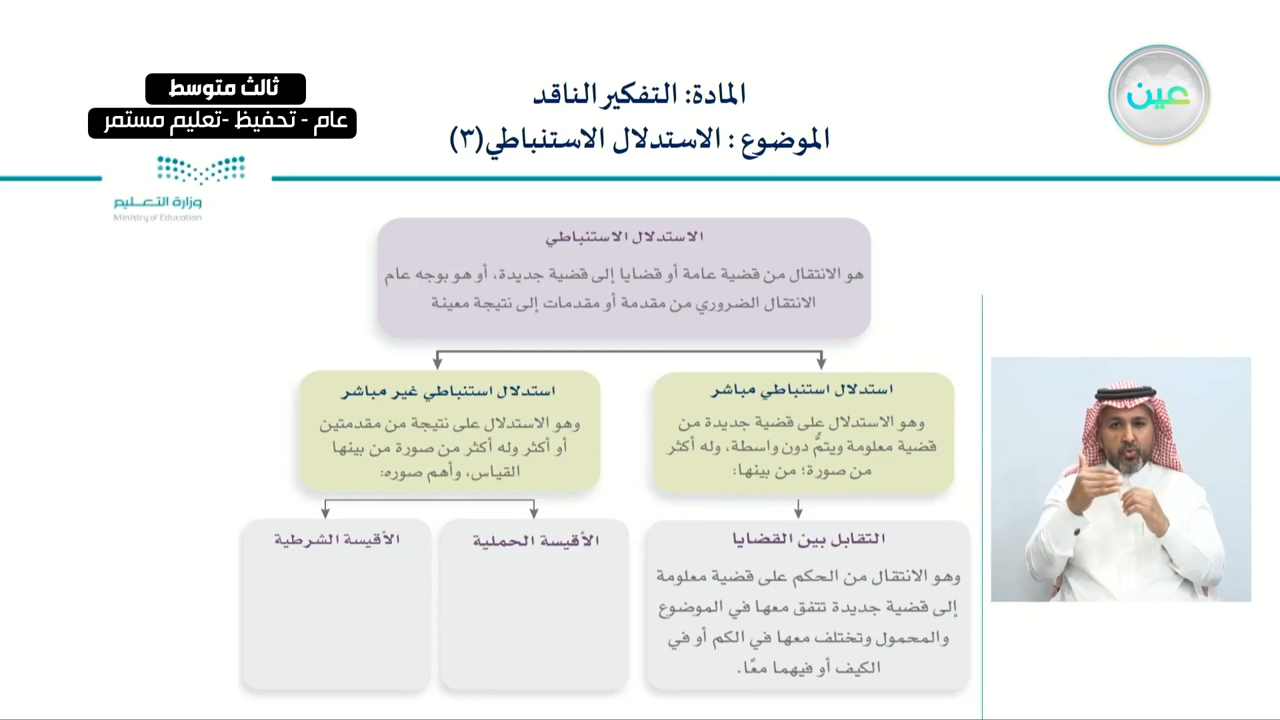 المادة: التفكير الناقد
الموضوع : الاستدلال الاستنباطي(٣)
عين
ثالث متوسط
عام - تحفيظ -تعليم مستمر
وزارة التعـــليم
Ministry of Education
الاستدلال الاستنباطي
هو الانتقال من قضية عامة أو قضايا إلى قضية جديدة، أو هو بوجه عام
الانتقال الضروري من مقدمة أو مقدمات إلى نتيجة معينة
استدلال استنباطي مباشر
وهو الاستدلال على قضية جديدة من
قضية معلومة ويتمُّ دون واسطة، وله أكثر
من صورة؛ من بينها:
استدلال استنباطي غير مباشر
وهو الاستدلال على نتيجة من مقدمتين
أو أكثر وله أكثر من صورة من بينها
القياس، وأهم صوره:
التقابل بين القضايا
وهو الانتقال من الحكم على قضية معلومة
إلى قضية جديدة تتفق معها في الموضوع
والمحمول وتختلف معها في الكم أو في
الكيف أو فيهما معًا.
الأقيسة الحملية
الأقيسة الشرطية